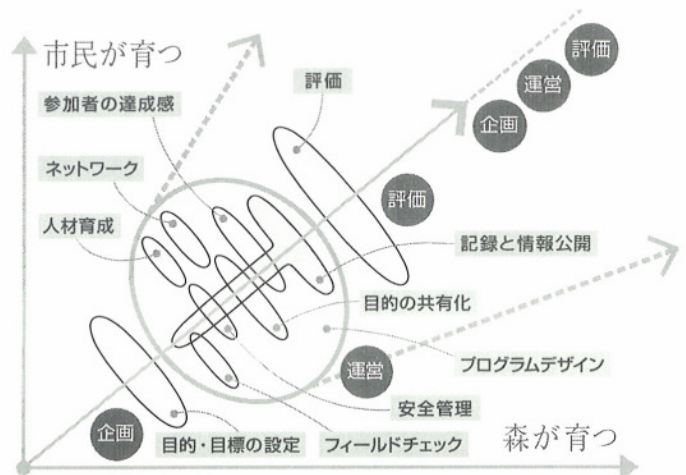 市民が育つ
評価
運営
企画
評価
参加者の達成感
ネットワーク
人材育成
評価
記録と情報公開
目的の共有化
プログラムデザイン
運営
安全管理
企画
目的・目標の設定
フィールドチェック
森が育つ